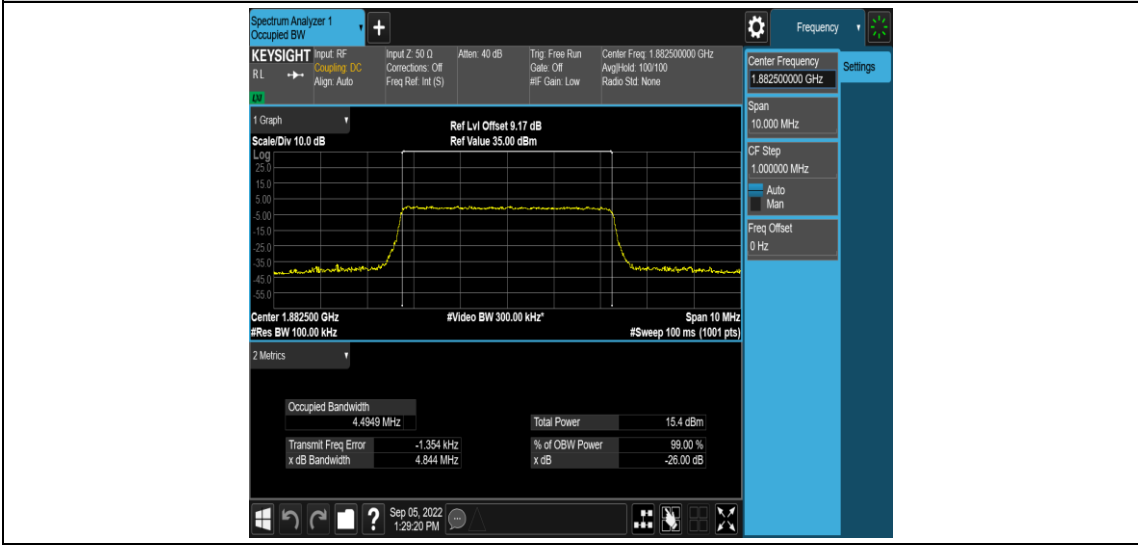 Spectrum Analyzer 1
Occupied BW
+
Frequency
KEYSIGHT
RL
LM
Input: RF
Coupling: DC
Align: Auto
Input Z: 50 Ω
Corrections: Off
Freq Ref: Int (S)
Atten: 40 dB
Trig: Free Run
Gate: Off
#IF Gain: Low
Center Freq: 1.882500000 GHz
Avg|Hold: 100/100
Radio Std: None
Center Frequency
1.882500000 GHz
Settings
Span
10.000 MHz
CF Step
1.000000 MHz
Auto
Man
Freq Offset
0 Hz
1 Graph
Scale/Div 10.0 dB
Ref Lvl Offset 9.17 dB
Ref Value 35.00 dBm
Log
25.0
15.0
5.00
-5.00
-15.0
-25.0
-35.0
-45.0
-55.0
Center 1.882500 GHz
#Video BW 300.00 kHz*
Span 10 MHz
#Res BW 100.00 kHz
#Sweep 100 ms (1001 pts)
2 Metrics
Occupied Bandwidth
4.4949 MHz
Total Power 15.4 dBm
Transmit Freq Error -1.354 kHz
% of OBW Power 99.00 %
x dB Bandwidth 4.844 MHz
x dB -26.00 dB
?
Sep 05, 2022
1:29:20 PM